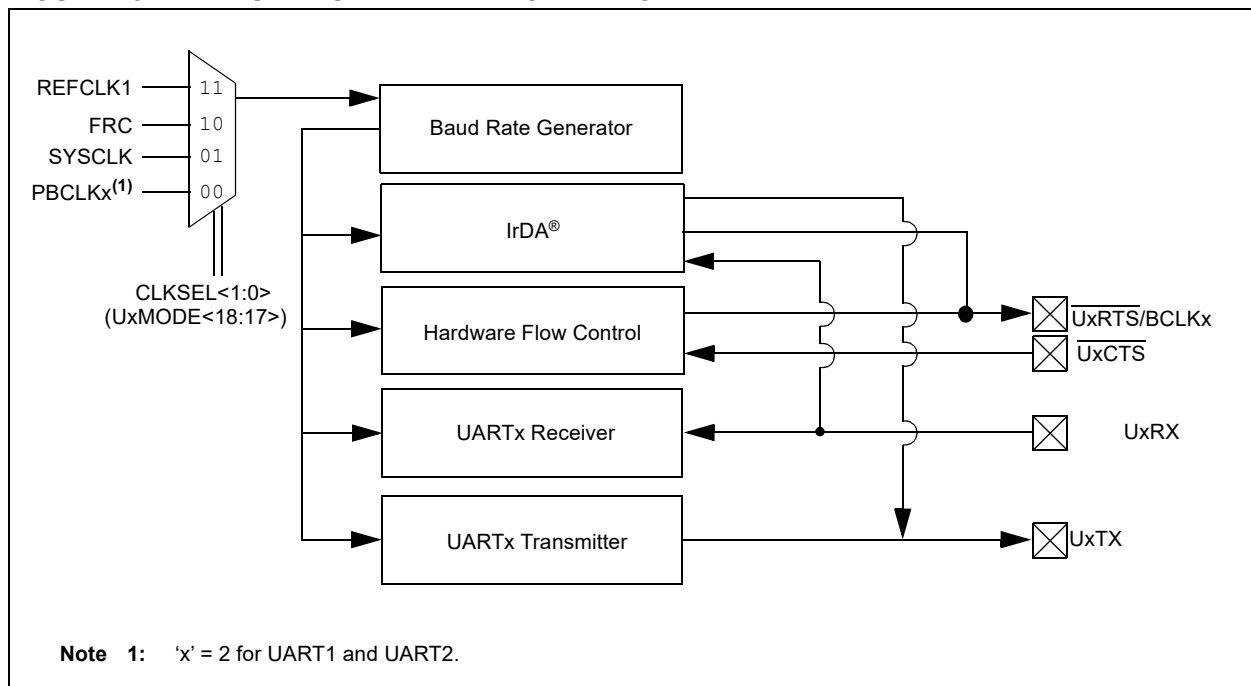 REFCLK1
11
FRC
10
SYSCLK
01
PBCLKx(1)
00
CLKSEL<1:0>
(UxMODE<18:17>)
Baud Rate Generator
IrDA®
Hardware Flow Control
UARTx Receiver
UARTx Transmitter
UxRTS/BCLKx
UxCTS
UxRX
UxTX
Note 1: 'x' = 2 for UART1 and UART2.